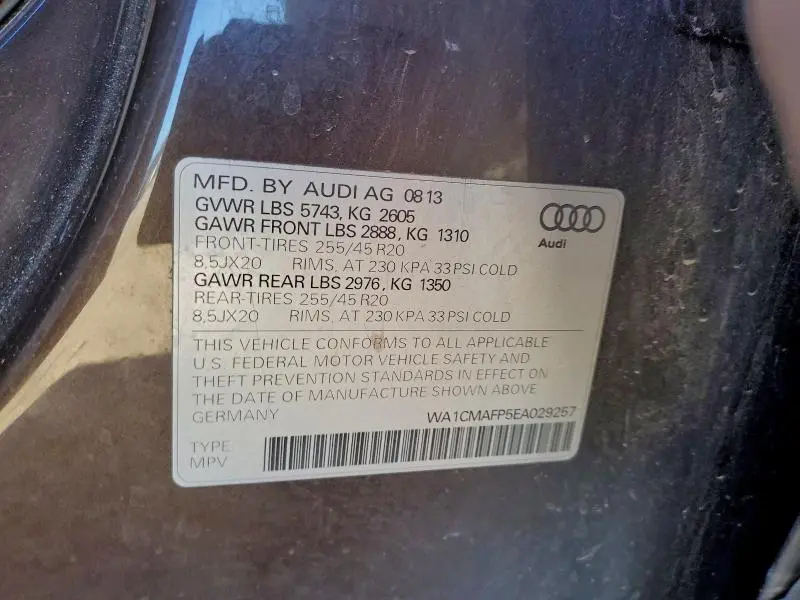 MFD. BY AUDI AG 08 13
GVWR LBS 5743, KG 2605
GAWR FRONT LBS 2888, KG 1310
FRONT-TIRES 255/45 R20
8,5JX20 RIMS, AT 230 KPA 33 PSI COLD
GAWR REAR LBS 2976, KG 1350
REAR-TIRES 255/45 R20
8,5JX20 RIMS, AT 230 KPA 33 PSI COLD
Audi
THIS VEHICLE CONFORMS TO ALL APPLICABLE
U.S. FEDERAL MOTOR VEHICLE SAFETY AND
THEFT PREVENTION STANDARDS IN EFFECT ON
THE DATE OF MANUFACTURE SHOWN ABOVE.
GERMANY WA1CMAFP5EA029257
TYPE
MPV